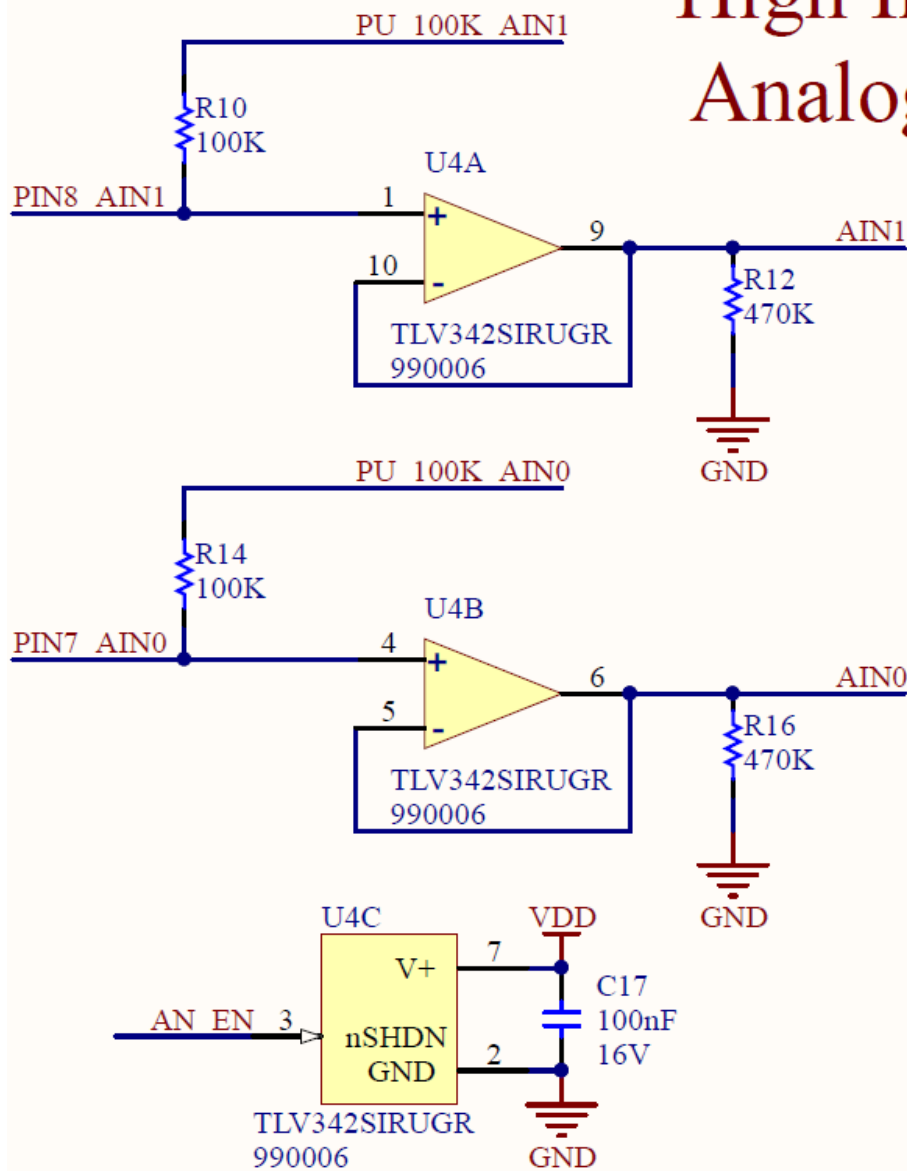 High
Analog
PU_100K_AIN1
R10
100K
PIN8_AIN1
U4A
1
+
10
-
9
TLV342SIRUGR
990006
AIN1
R12
470K
GND
PU_100K_AIN0
R14
100K
PIN7_AIN0
U4B
4
+
5
-
6
TLV342SIRUGR
990006
AIN0
R16
470K
GND
U4C
V+
7
AN_EN
3
nSHDN
GND
2
TLV342SIRUGR
990006
VDD
C17
100nF
16V
GND